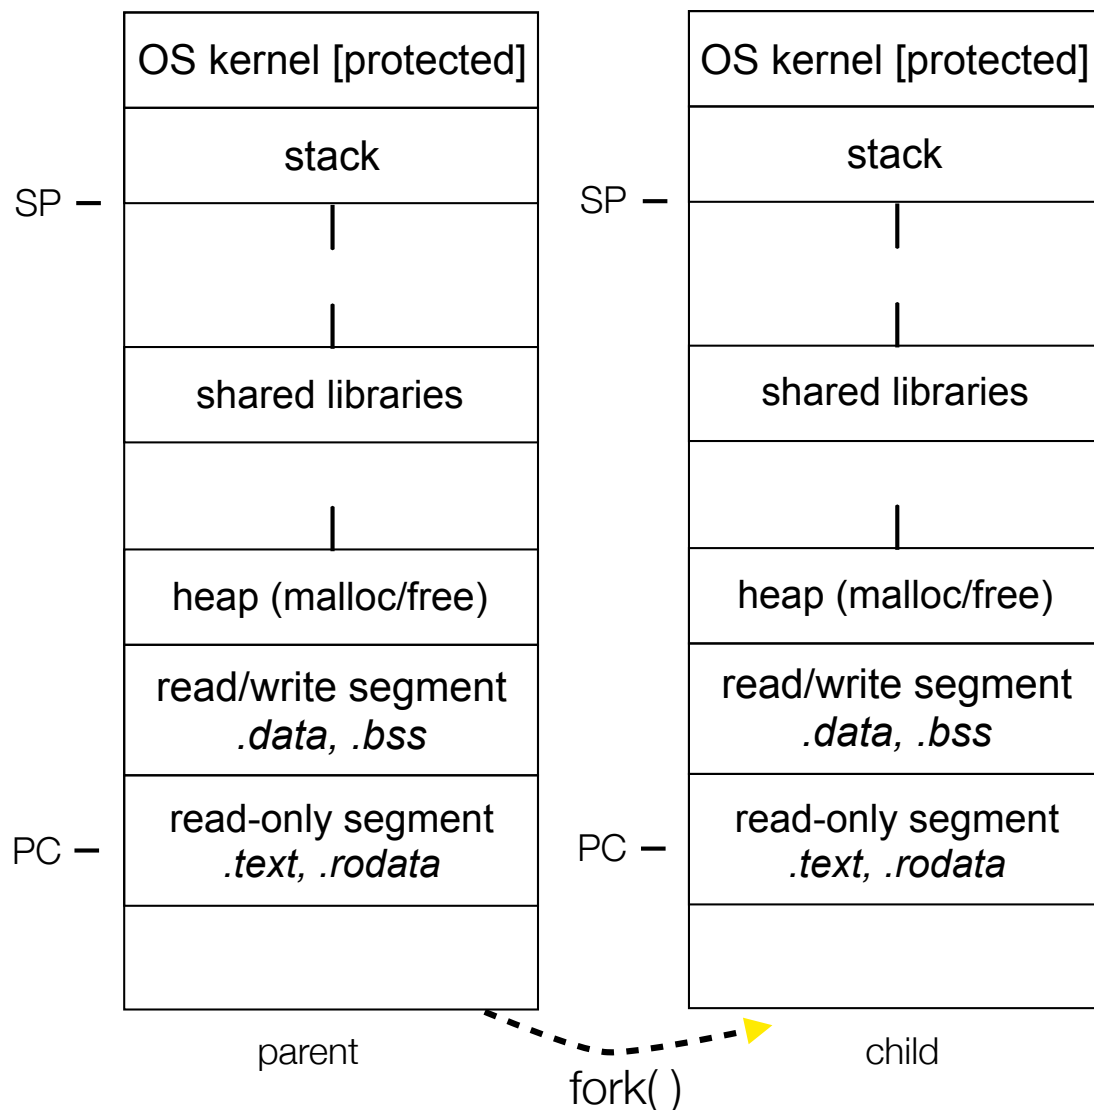 OS kernel [protected]
stack
SP
shared libraries
heap (malloc/free)
read/write segment
.data, .bss
read-only segment
.text, .rodata
PC
parent
OS kernel [protected]
stack
SP
shared libraries
heap (malloc/free)
read/write segment
.data, .bss
read-only segment
.text, .rodata
PC
child
fork( )